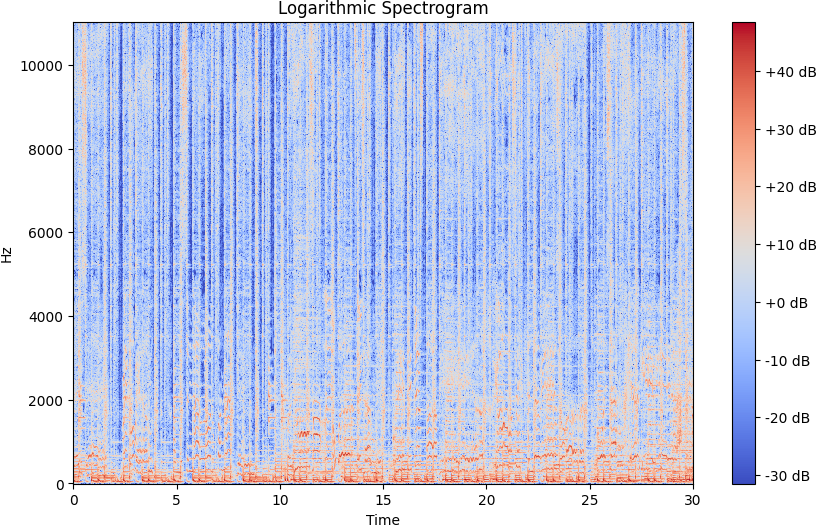 Logarithmic Spectrogram
Hz
10000
8000
6000
4000
2000
0
0 5 10 15 20 25 30
Time
+40 dB
+30 dB
+20 dB
+10 dB
+0 dB
-10 dB
-20 dB
-30 dB